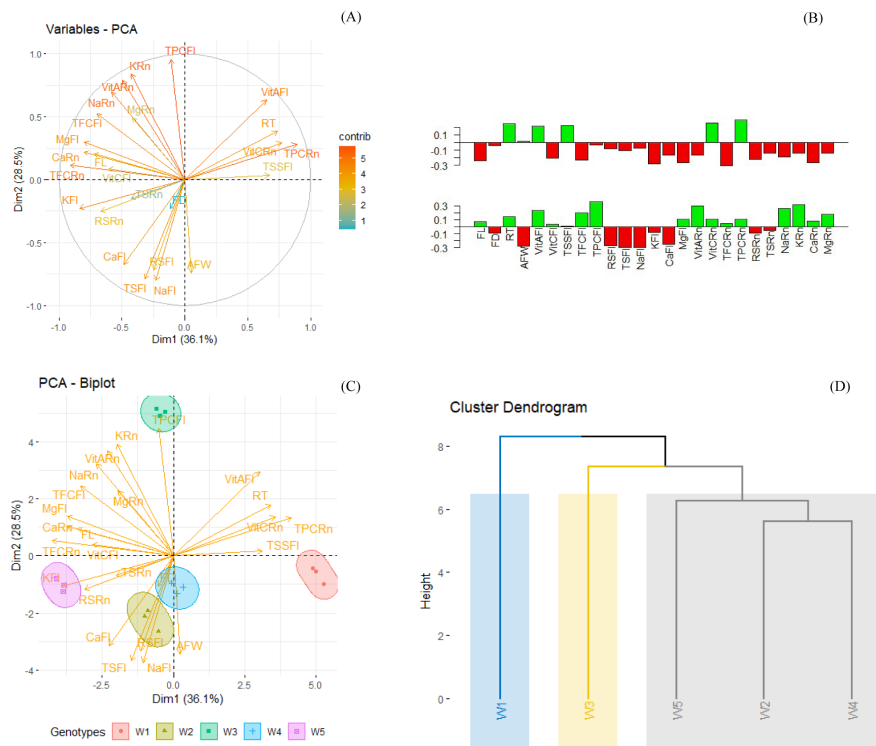 (A)
Variables - PCA
TPCFl
KRn
VitARn
VitAFl
NaRn
MgRn
TFCFl
RT
MgFl
VitCRn
CaRn
TPCRn
FL
TSSFl
TFCRn
VitCFl
TSRn
KFl
FD
RSRn
CaFl
RSFl
AFW
TSFl
NaFl
1.0
0.5
0.0
-0.5
-1.0
Dim2 (28.5%)
-1.0 -0.5 0.0 0.5 1.0
Dim1 (36.1%)
contrib
5
4
3
2
1
(B)
0.1
-0.1
-0.3
0.3
0.1
-0.1
-0.3
FL FD RT AFW VitAFl VitCFl TSSFl TFCFl TPCFl RSFl TSFl NaFl KFl CaFl MgFl VitARn VitCRn TFCRn TPCRn RSRn TSRn NaRn KRn CaRn MgRn
PCA - Biplot
(C)
TPCFl
KRn
VitARn
NaRn
VitAFl
TFCFl
MgRn
RT
MgFl
CaRn
VitCRn
TPCRn
FL
TFCRn
VitCFl
TSSFl
TSRn
KFl
RSRn
CaFl
RSFl
AFW
TSFl
NaFl
4
2
0
-2
-4
Dim2 (28.5%)
-2.5 0.0 2.5 5.0
Dim1 (36.1%)
Genotypes W1 W2 W3 W4 W5
(D)
Cluster Dendrogram
8
6
4
2
0
Height
W1 W3 W5 W2 W4